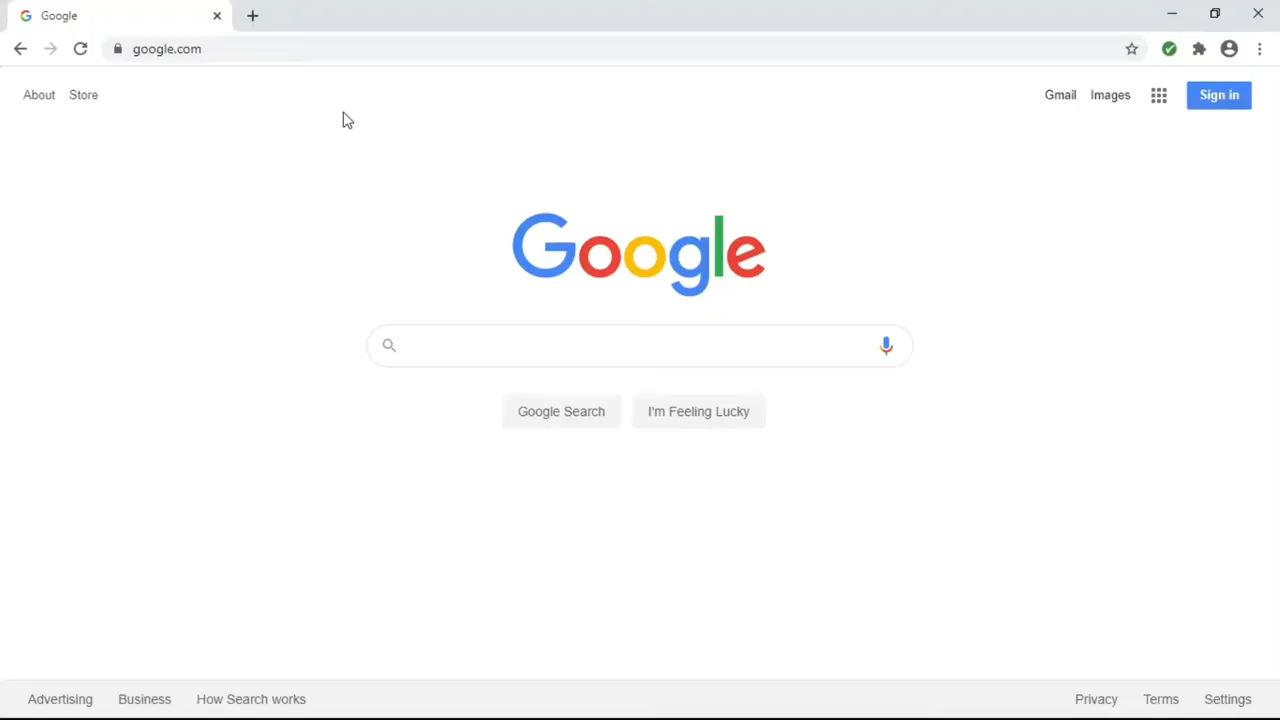 Google
google.com
About Store Gmail Images Sign in
Google
Google Search I'm Feeling Lucky
Advertising Business How Search works Privacy Terms Settings